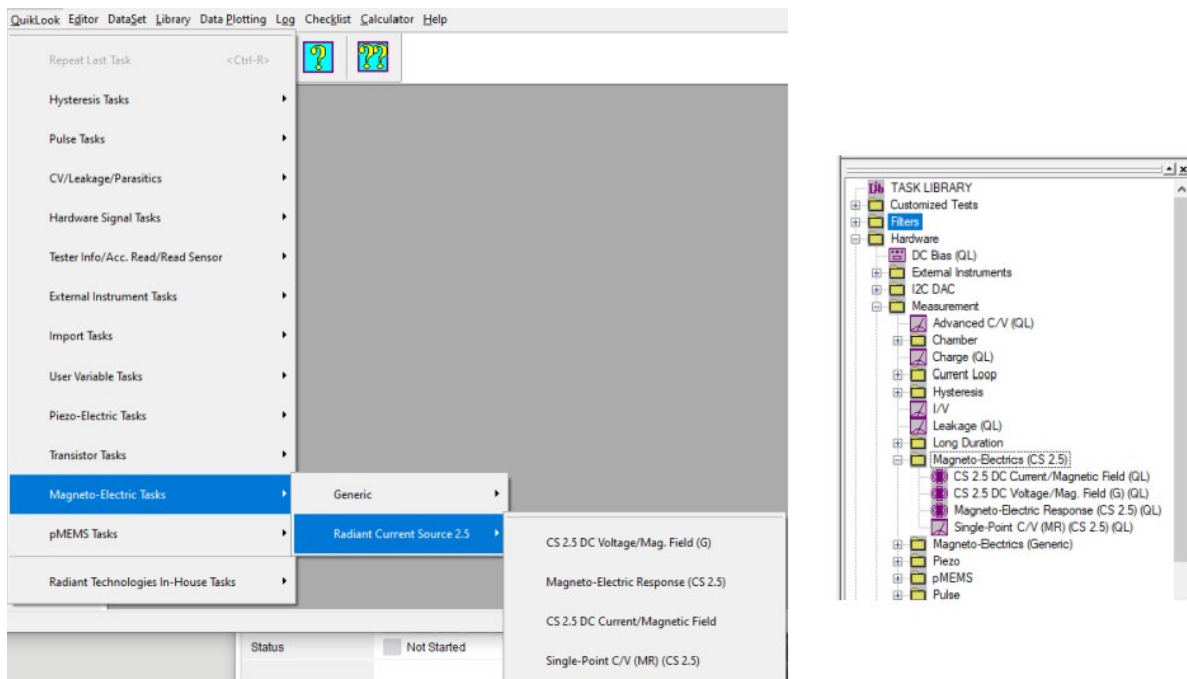 QuikLook Editor DataSet Library Data Plotting Log Checklist Calculator Help
Repeat Last Task <Ctrl-R>
? ??
Hysteresis Tasks
Pulse Tasks
CV/Leakage/Parasitics
Hardware Signal Tasks
Tester Info/Acc. Read/Read Sensor
External Instrument Tasks
Import Tasks
User Variable Tasks
Piezo-Electric Tasks
Transistor Tasks
Magneto-Electric Tasks
pMEMS Tasks
Radiant Technologies In-House Tasks
Generic
Radiant Current Source 2.5
CS 2.5 DC Voltage/Mag. Field (G)
Magneto-Electric Response (CS 2.5)
CS 2.5 DC Current/Magnetic Field
Single-Point C/V (MR) (CS 2.5)
Status Not Started
Lib TASK LIBRARY
Customized Tests
Filters
Hardware
DC Bias (QL)
External Instruments
I2C DAC
Measurement
Advanced C/V (QL)
Chamber
Charge (QL)
Current Loop
Hysteresis
I/V
Leakage (QL)
Long Duration
Magneto-Electrics (CS 2.5)
CS 2.5 DC Current/Magnetic Field (QL)
CS 2.5 DC Voltage/Mag. Field (G) (QL)
Magneto-Electric Response (CS 2.5) (QL)
Single-Point C/V (MR) (CS 2.5) (QL)
Magneto-Electrics (Generic)
Piezo
pMEMS
Pulse